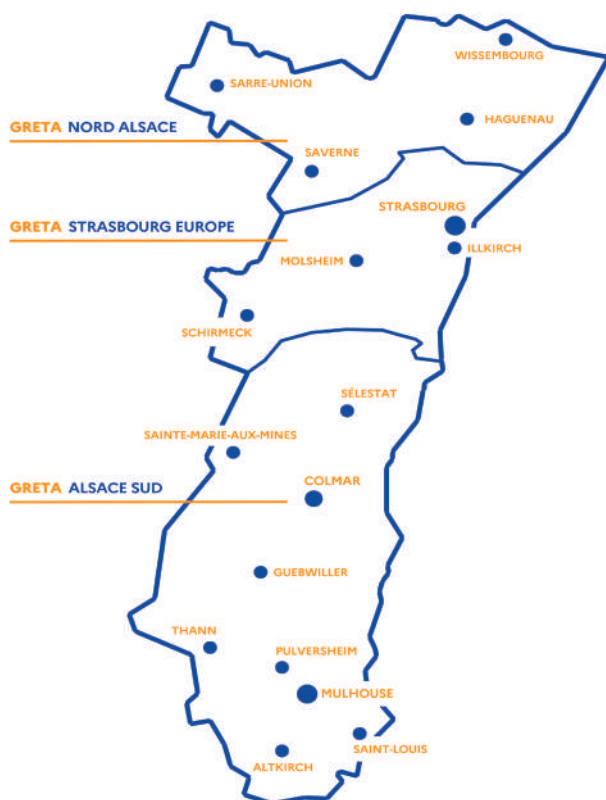 WISSEMBOURG
SARRE-UNION
HAGUENAU
GRETA NORD ALSACE
SAVERNE
STRASBOURG
GRETA STRASBOURG EUROPE
ILLKIRCH
MOLSHEIM
SCHIRMECK
SÉLESTAT
SAINTE-MARIE-AUX-MINES
COLMAR
GRETA ALSACE SUD
GUEBWILLER
THANN
PULVERSHEIM
MULHOUSE
SAINT-LOUIS
ALTKIRCH